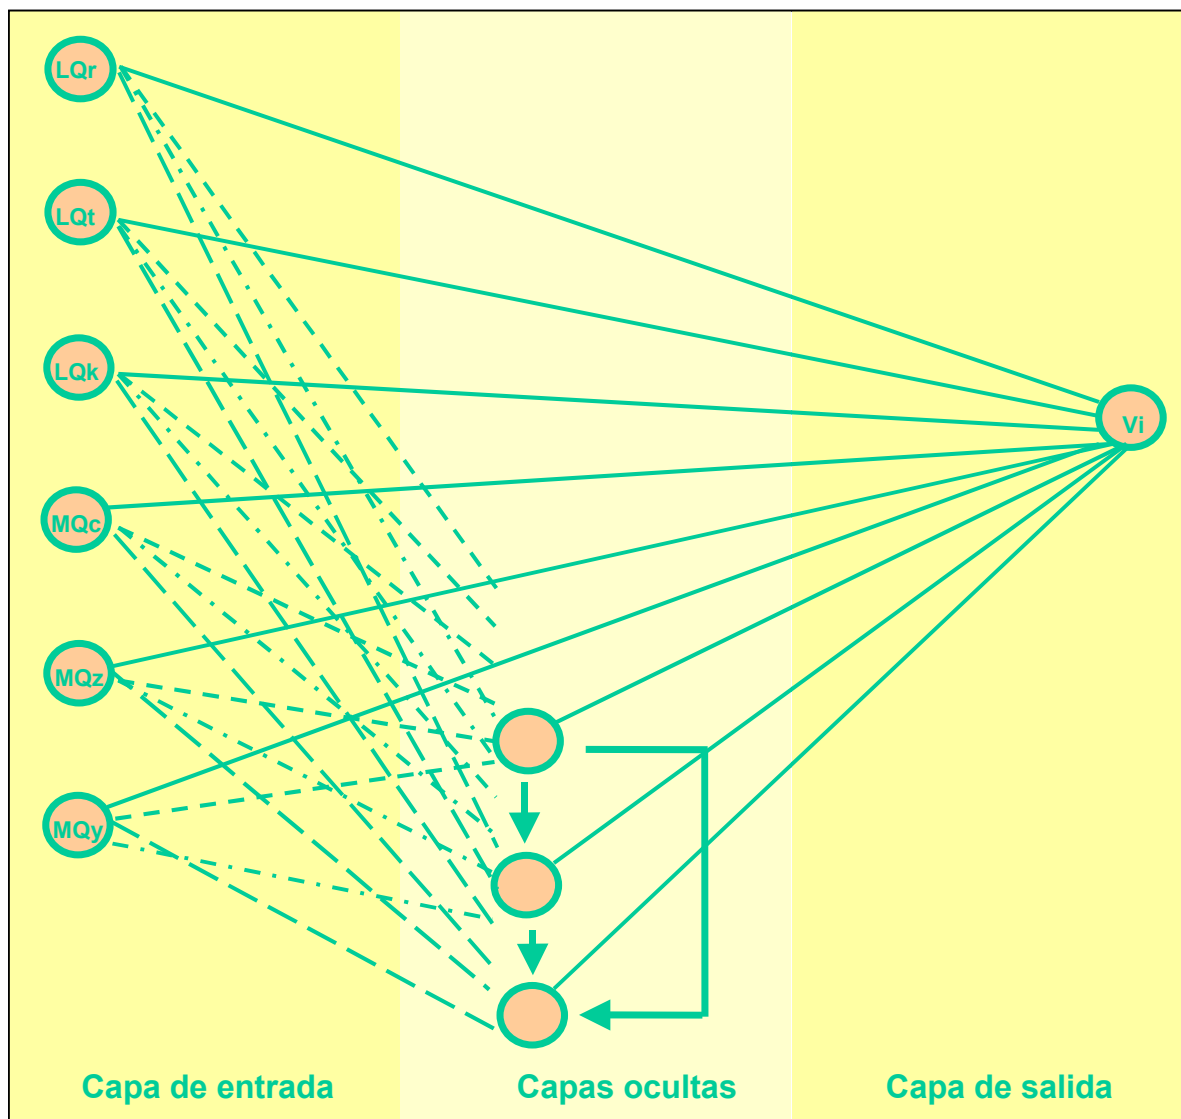 LQr
LQt
LQk
Vi
MQc
MQz
MQy
Capa de entrada
Capas ocultas
Capa de salida